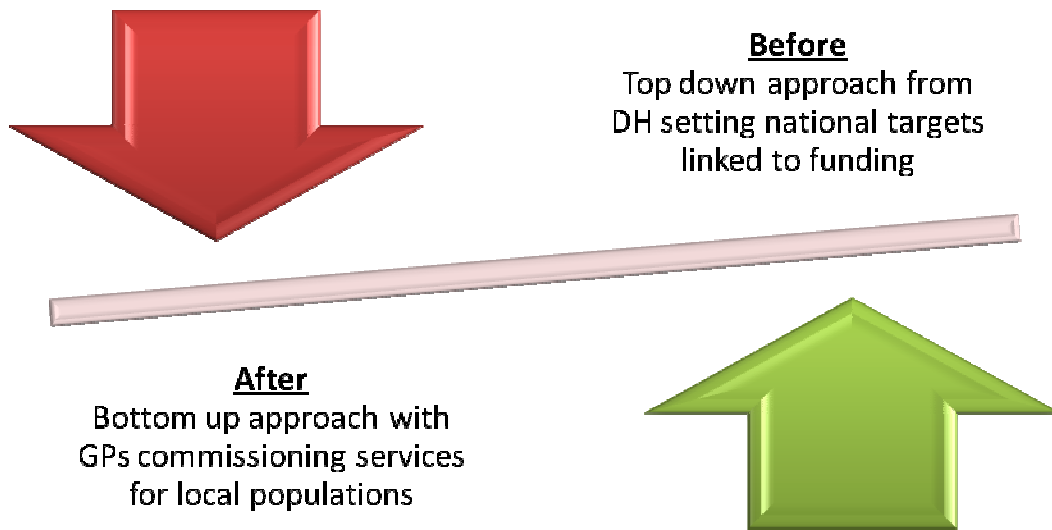 Before
Top down approach from
DH setting national targets
linked to funding
After
Bottom up approach with
GPs commissioning services
for local populations